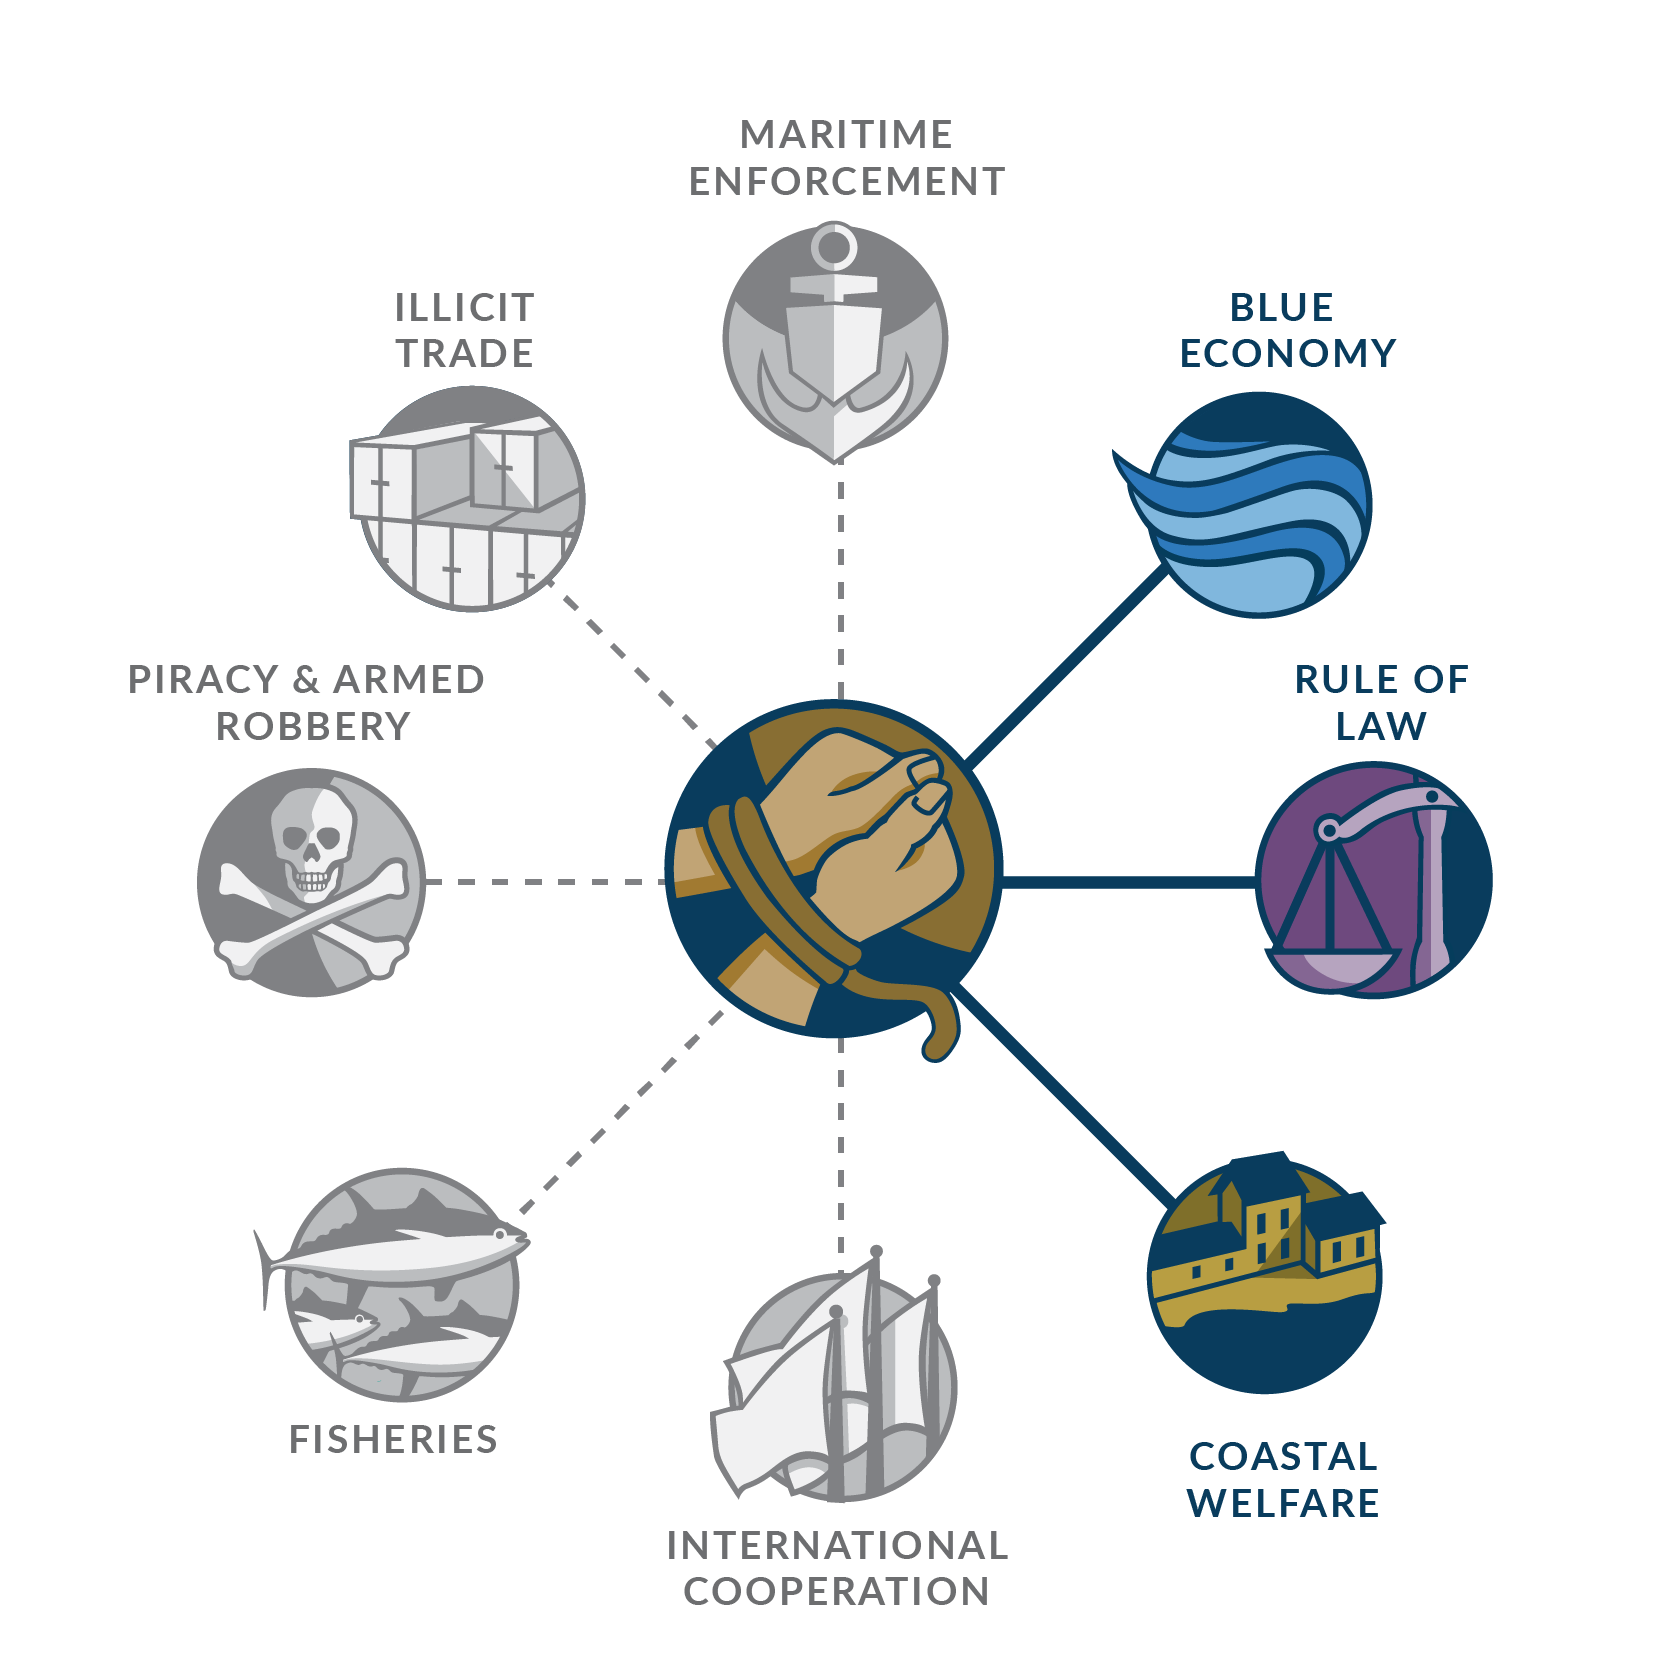 MARITIME
ENFORCEMENT
ILLICIT
TRADE
BLUE
ECONOMY
PIRACY & ARMED
ROBBERY
RULE OF
LAW
FISHERIES
COASTAL
WELFARE
INTERNATIONAL
COOPERATION